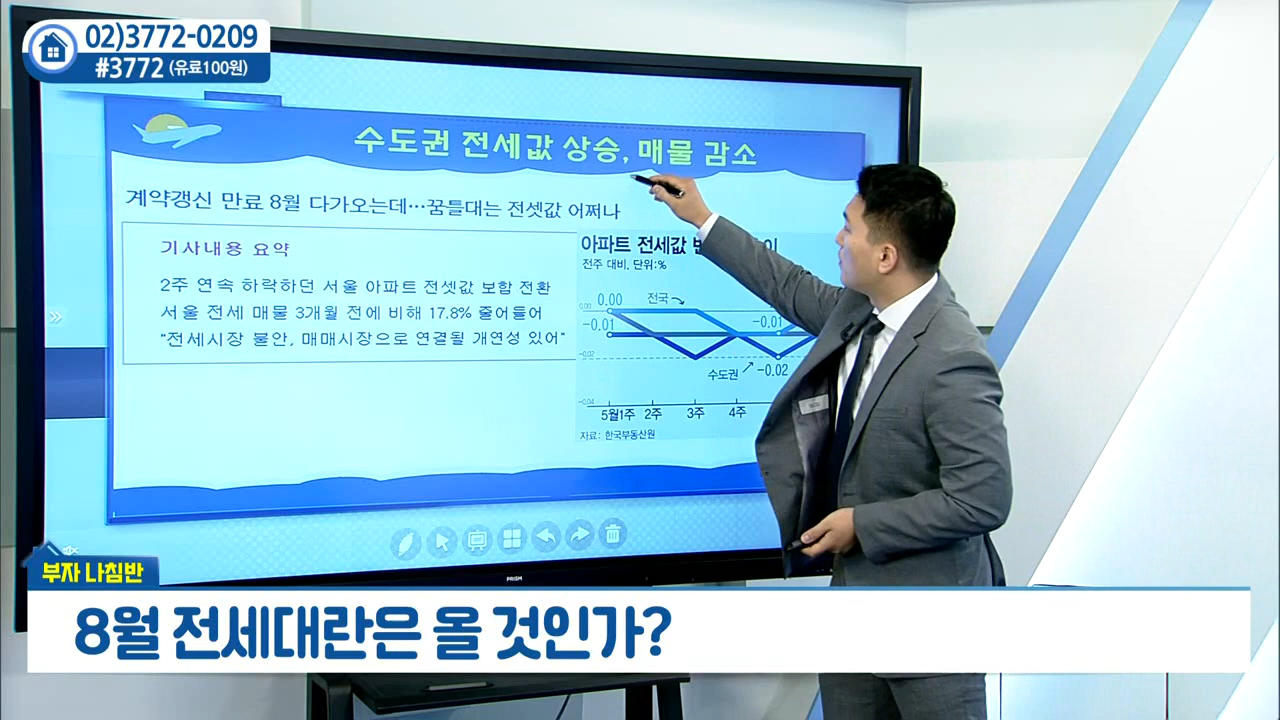 02)3772-0209
#3772 (유료100원)
수도권 전세값 상승, 매물 감소
계약갱신 만료 8월 다가오는데…꿈틀대는 전셋값 어쩌나
기사내용 요약
2주 연속 하락하던 서울 아파트 전셋값 보합 전환
서울 전세 매물 3개월 전에 비해 17.8% 줄어들어
"전세시장 불안, 매매시장으로 연결될 개연성 있어"
아파트 전세값
전주 대비, 단위:%
0.00
0.00
전국
-0.01
-0.01
-0.02
수도권
-0.02
-0.04
5월1주 2주 3주 4주
자료: 한국부동산원
PRISM
부자 나침반
8월 전세대란은 올 것인가?